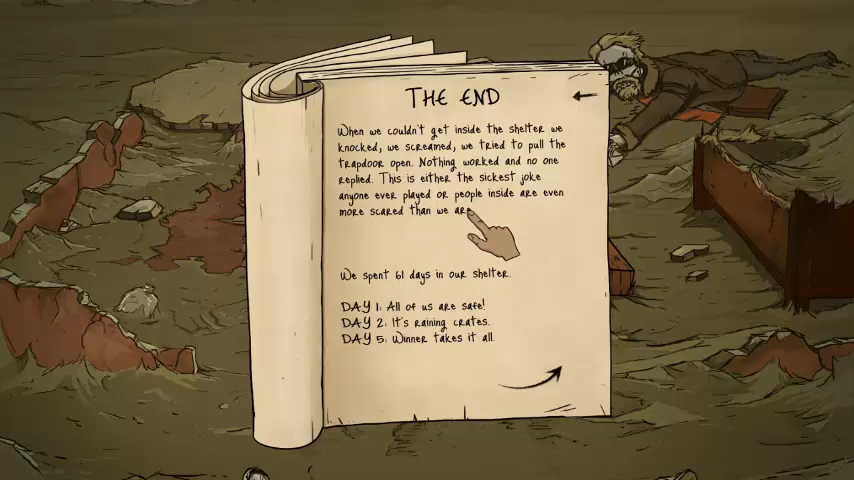 THE END
When we couldn't get inside the shelter we
knocked, we screamed, we tried to pull the
trapdoor open. Nothing worked and no one
replied. This is either the sickest joke
anyone ever played or people inside are even
more scared than we are
We spent 61 days in our shelter.
DAY 1: All of us are safe!
DAY 2: It's raining crates.
DAY 5: Winner takes it all.